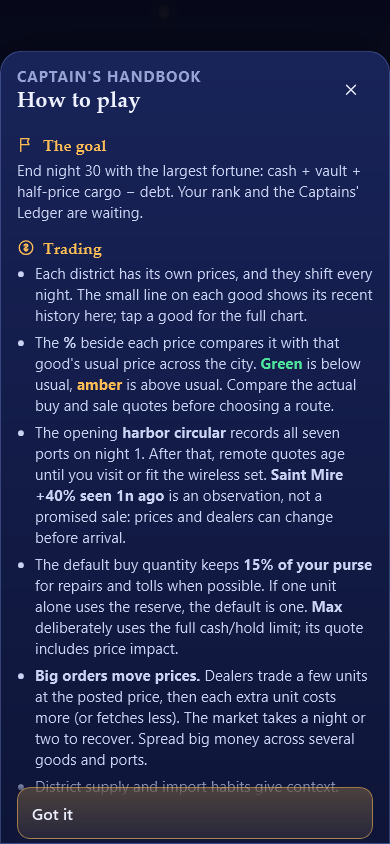 CAPTAIN'S HANDBOOK
How to play
The goal
End night 30 with the largest fortune: cash + vault +
half-price cargo − debt. Your rank and the Captains'
Ledger are waiting.
Trading
• Each district has its own prices, and they shift every
night. The small line on each good shows its recent
history here; tap a good for the full chart.
• The % beside each price compares it with that
good's usual price across the city. Green is below
usual, amber is above usual. Compare the actual
buy and sale quotes before choosing a route.
• The opening harbor circular records all seven
ports on night 1. After that, remote quotes age
until you visit or fit the wireless set. Saint Mire
+40% seen 1n ago is an observation, not a
promised sale: prices and dealers can change
before arrival.
• The default buy quantity keeps 15% of your purse
for repairs and tolls when possible. If one unit
alone uses the reserve, the default is one. Max
deliberately uses the full cash/hold limit; its quote
includes price impact.
• Big orders move prices. Dealers trade a few units
at the posted price, then each extra unit costs
more (or fetches less). The market takes a night or
two to recover. Spread big money across several
goods and ports.
• District supply and import habits give context.
Got it